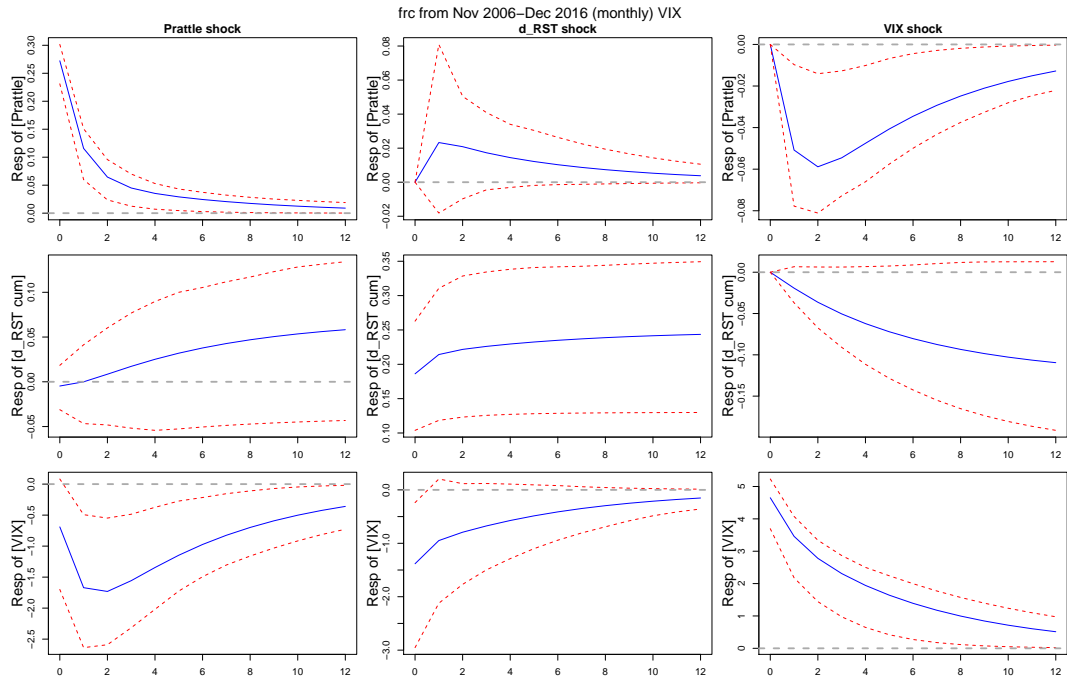 frc from Nov 2006−Dec 2016 (monthly) VIX
Prattle shock
d_RST shock
VIX shock
Resp of [Prattle]
0.00 0.05 0.10 0.15 0.20 0.25 0.30
0 2 4 6 8 10 12
Resp of [Prattle]
−0.02 0.00 0.02 0.04 0.06 0.08
0 2 4 6 8 10 12
Resp of [Prattle]
−0.08 −0.06 −0.04 −0.02 0.00
0 2 4 6 8 10 12
Resp of [d_RST cum]
−0.05 0.00 0.05 0.10
0 2 4 6 8 10 12
Resp of [d_RST cum]
0.10 0.15 0.20 0.25 0.30 0.35
0 2 4 6 8 10 12
Resp of [d_RST cum]
−0.15 −0.10 0.00
0 2 4 6 8 10 12
Resp of [VIX]
−2.5 −2.0 −1.5 −1.0 −0.5 0.0
0 2 4 6 8 10 12
Resp of [VIX]
−3.0 −2.0 −1.0 0.0
0 2 4 6 8 10 12
Resp of [VIX]
0 1 2 3 4 5
0 2 4 6 8 10 12